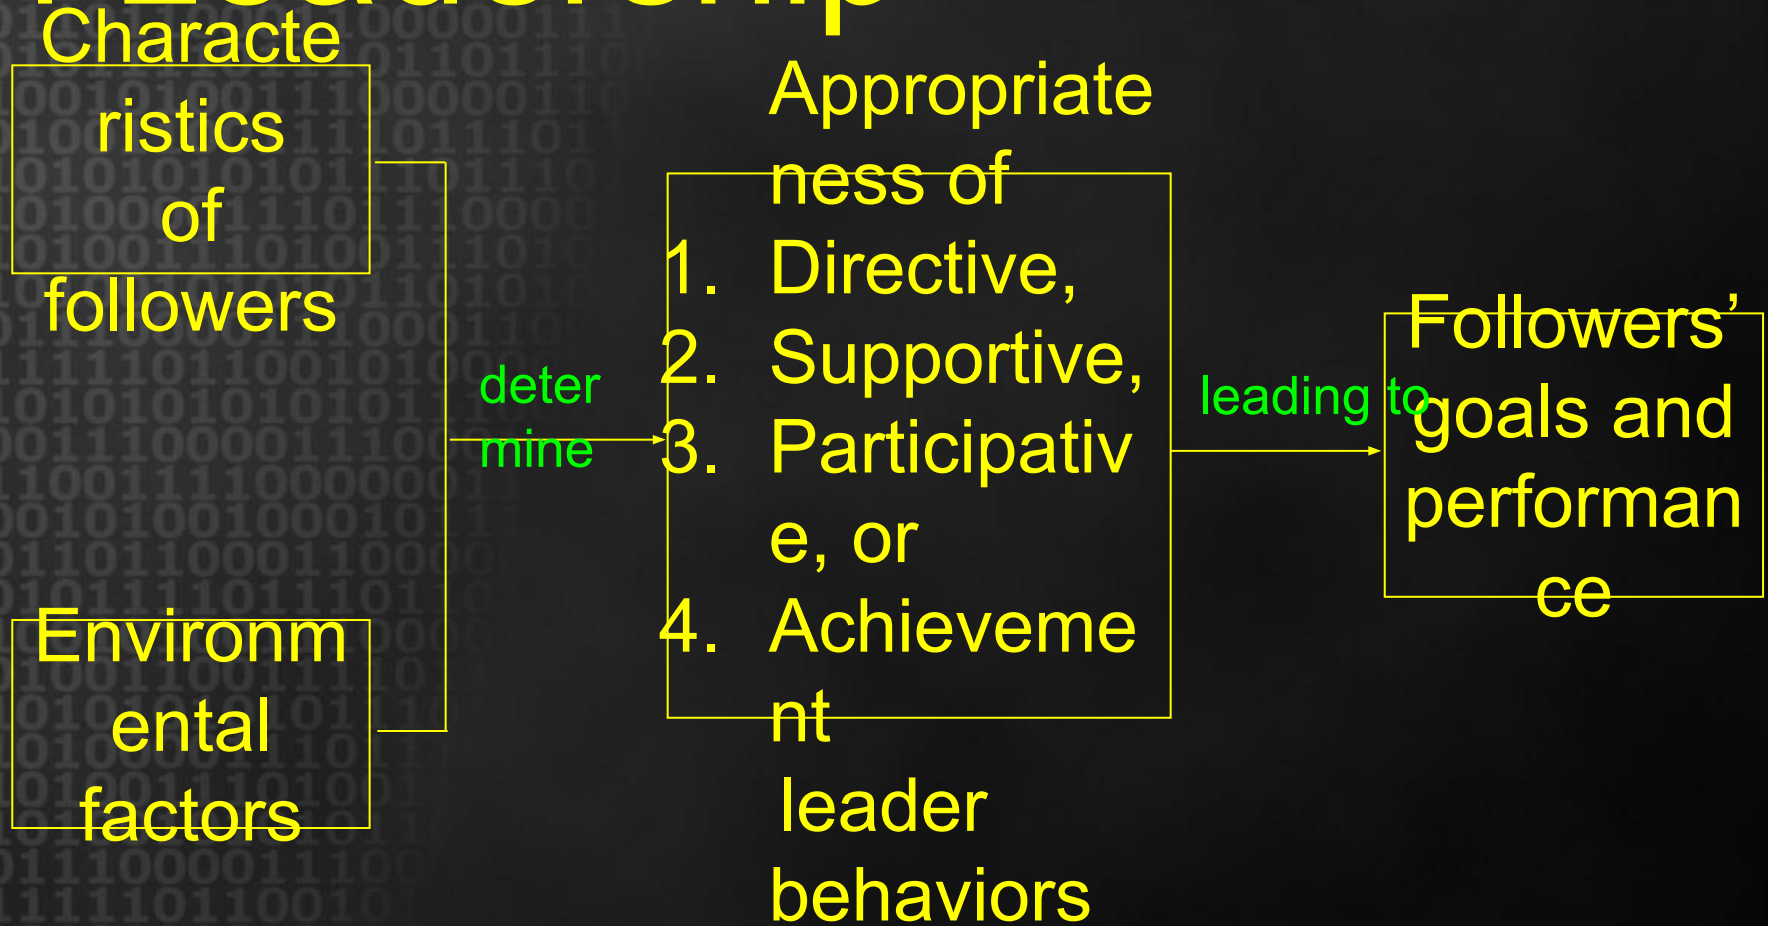 Characte
ristics
of
followers
Environm
ental
factors
deter
mine
Appropriate
ness of
1. Directive,
2. Supportive,
3. Participativ
e, or
4. Achieveme
nt
leader
behaviors
leading to
Followers’
goals and
performan
ce